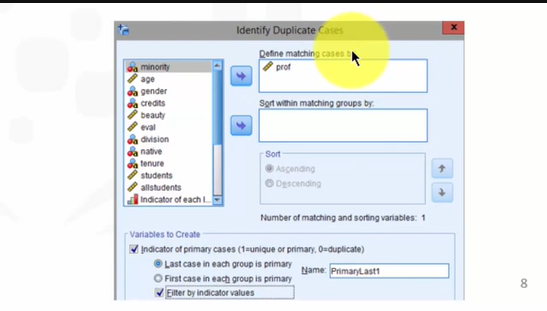 Identify Duplicate Cases
x
Define matching cases by:
prof
minority
age
gender
credits
beauty
eval
division
native
tenure
students
allstudents
Indicator of each l...
Sort within matching groups by:
Sort
Ascending
Descending
Number of matching and sorting variables: 1
Variables to Create
Indicator of primary cases (1=unique or primary, 0=duplicate)
Last case in each group is primary
First case in each group is primary
Name: PrimaryLast1
Filter by indicator values
8